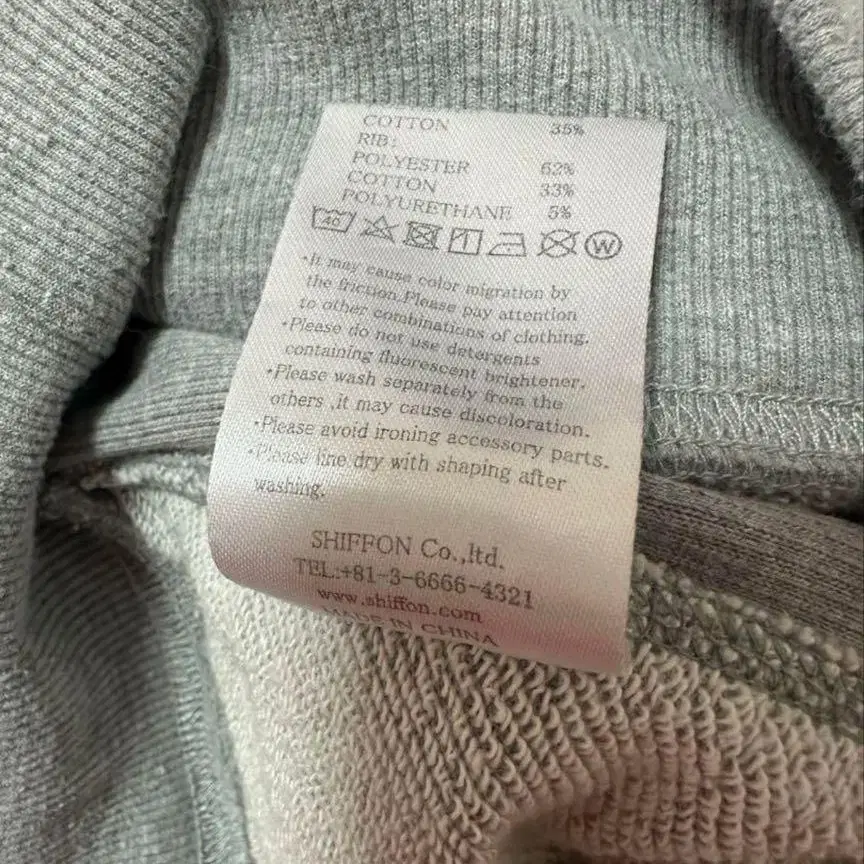 COTTON 35%
RIB:
POLYESTER 62%
COTTON 33%
POLYURETHANE 5%
40 W
•It may cause color migration by
the friction.Please pay attention
to other combinations of clothing.
•Please do not use detergents
containing fluorescent brightener.
•Please wash separately from the
others ,it may cause discoloration.
•Please avoid ironing accessory parts.
•Please line dry with shaping after
washing.
SHIFFON Co.,ltd.
TEL:+81-3-6666-4321
www.shiffon.com
MADE IN CHINA